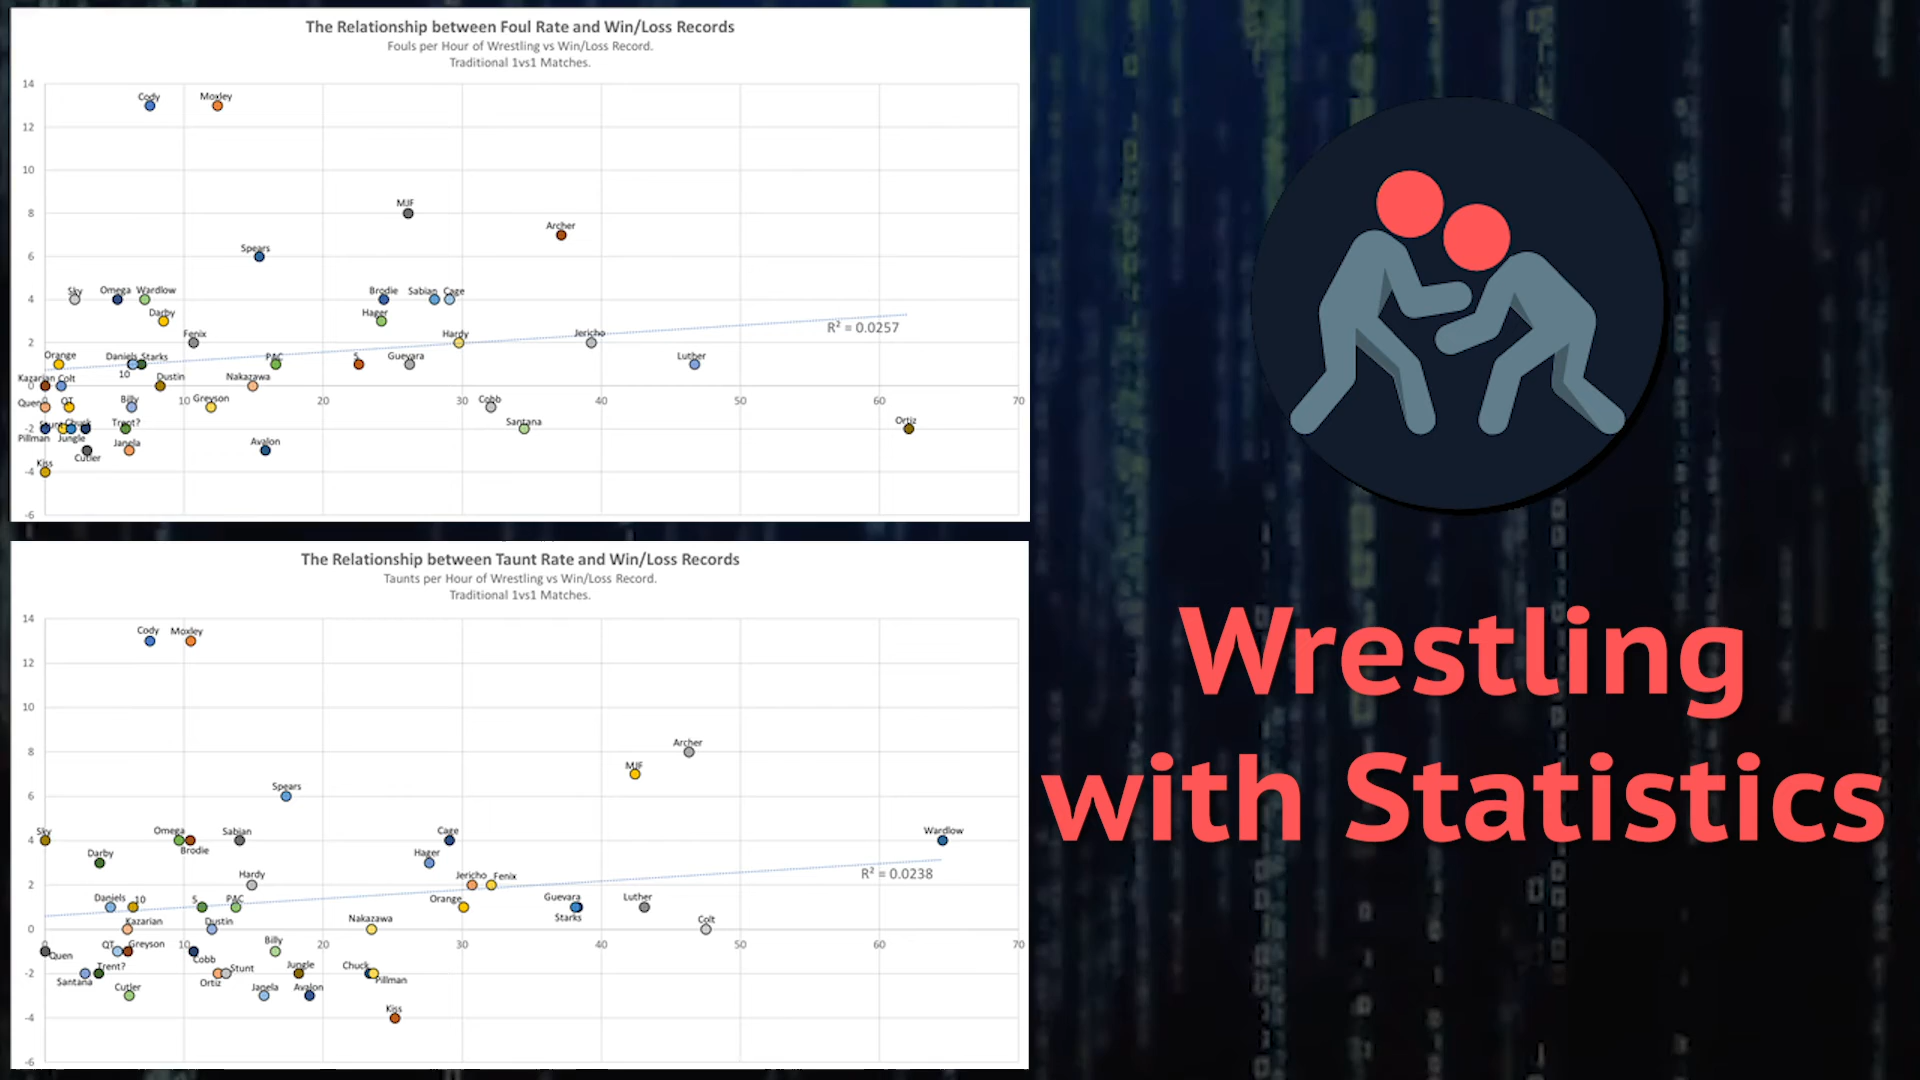 The Relationship between Foul Rate and Win/Loss Records
Fouls per Hour of Wrestling vs Win/Loss Record.
Traditional 1vs1 Matches.
14
Cody Moxley
12
10
MJF
8
Archer
Spears
6
Sky Omega Wardlow Brodie Sabian Cage
4
Darby Hager
Fenix Hardy Jericho
R² = 0.0257
2
Orange Daniels Starks PAC 5 Guevara Luther
10
Kazarian Colt Dustin Nakazawa
0
Quen QT Billy 10 Greyson 20 30 Cobb 40 50 60 70
Stunt Chuck Trent? Santana Ortiz
-2
Pillman Jungle Janela Avalon
Cutler
Kiss
-4
-6
The Relationship between Taunt Rate and Win/Loss Records
Taunts per Hour of Wrestling vs Win/Loss Record.
Traditional 1vs1 Matches.
14
Cody Moxley
12
10
Archer
8
MJF
Spears
6
Sky Omega Sabian Cage Wardlow
4
Brodie
Darby Hager
Hardy Jericho Fenix
R² = 0.0238
2
Daniels 10 5 PAC Orange Guevara Luther
Starks
Kazarian Dustin Nakazawa Colt
0
0 QT Greyson 10 Billy 20 30 40 50 60 70
Quen Cobb
Trent? Stunt Jungle Chuck
-2
Santana Ortiz Pillman
Cutler Janela Avalon
Kiss
-4
-6
Wrestling
with Statistics